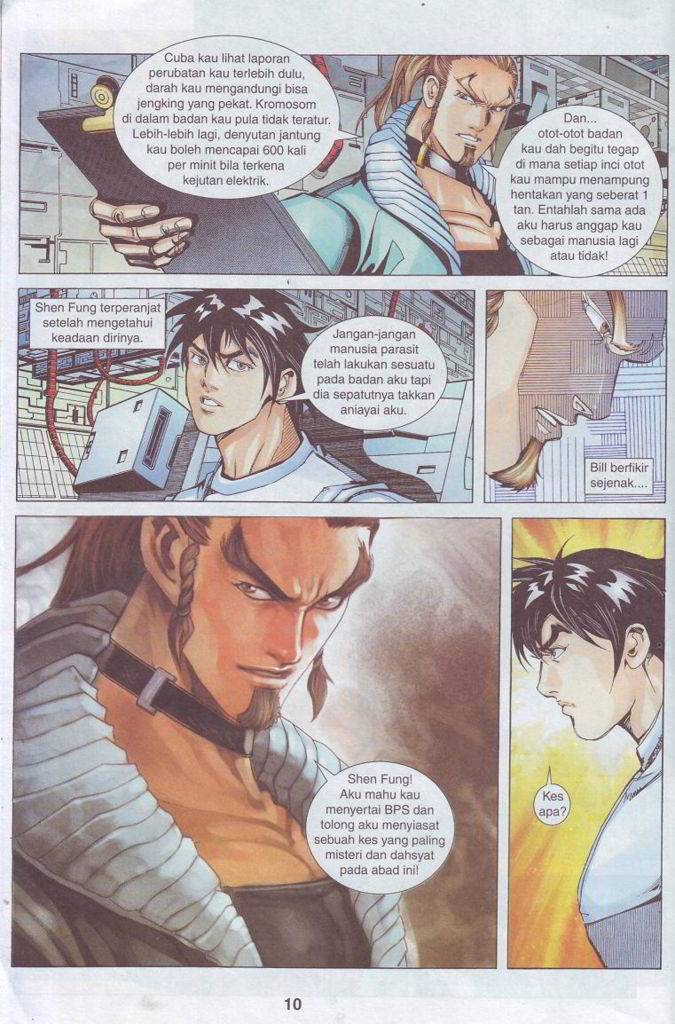 Cuba kau lihat laporan
perubatan kau terlebih dulu,
darah kau mengandungi bisa
jengking yang pekat. Kromosom
di dalam badan kau pula tidak teratur.
Lebih-lebih lagi, denyutan jantung
kau boleh mencapai 600 kali
per minit bila terkena
kejutan elektrik.
Dan...
otot-otot badan
kau dah begitu tegap
di mana setiap inci otot
kau mampu menampung
hentakan yang seberat 1
tan. Entahlah sama ada
aku harus anggap kau
sebagai manusia lagi
atau tidak!
Shen Fung terperanjat
setelah mengetahui
keadaan dirinya.
Jangan-jangan
manusia parasit
telah lakukan sesuatu
pada badan aku tapi
dia sepatutnya takkan
aniayai aku.
Bill berfikir
sejenak....
Shen Fung!
Aku mahu kau
menyertai BPS dan
tolong aku menyiasat
sebuah kes yang paling
misteri dan dahsyat
pada abad ini!
Kes
apa?
10